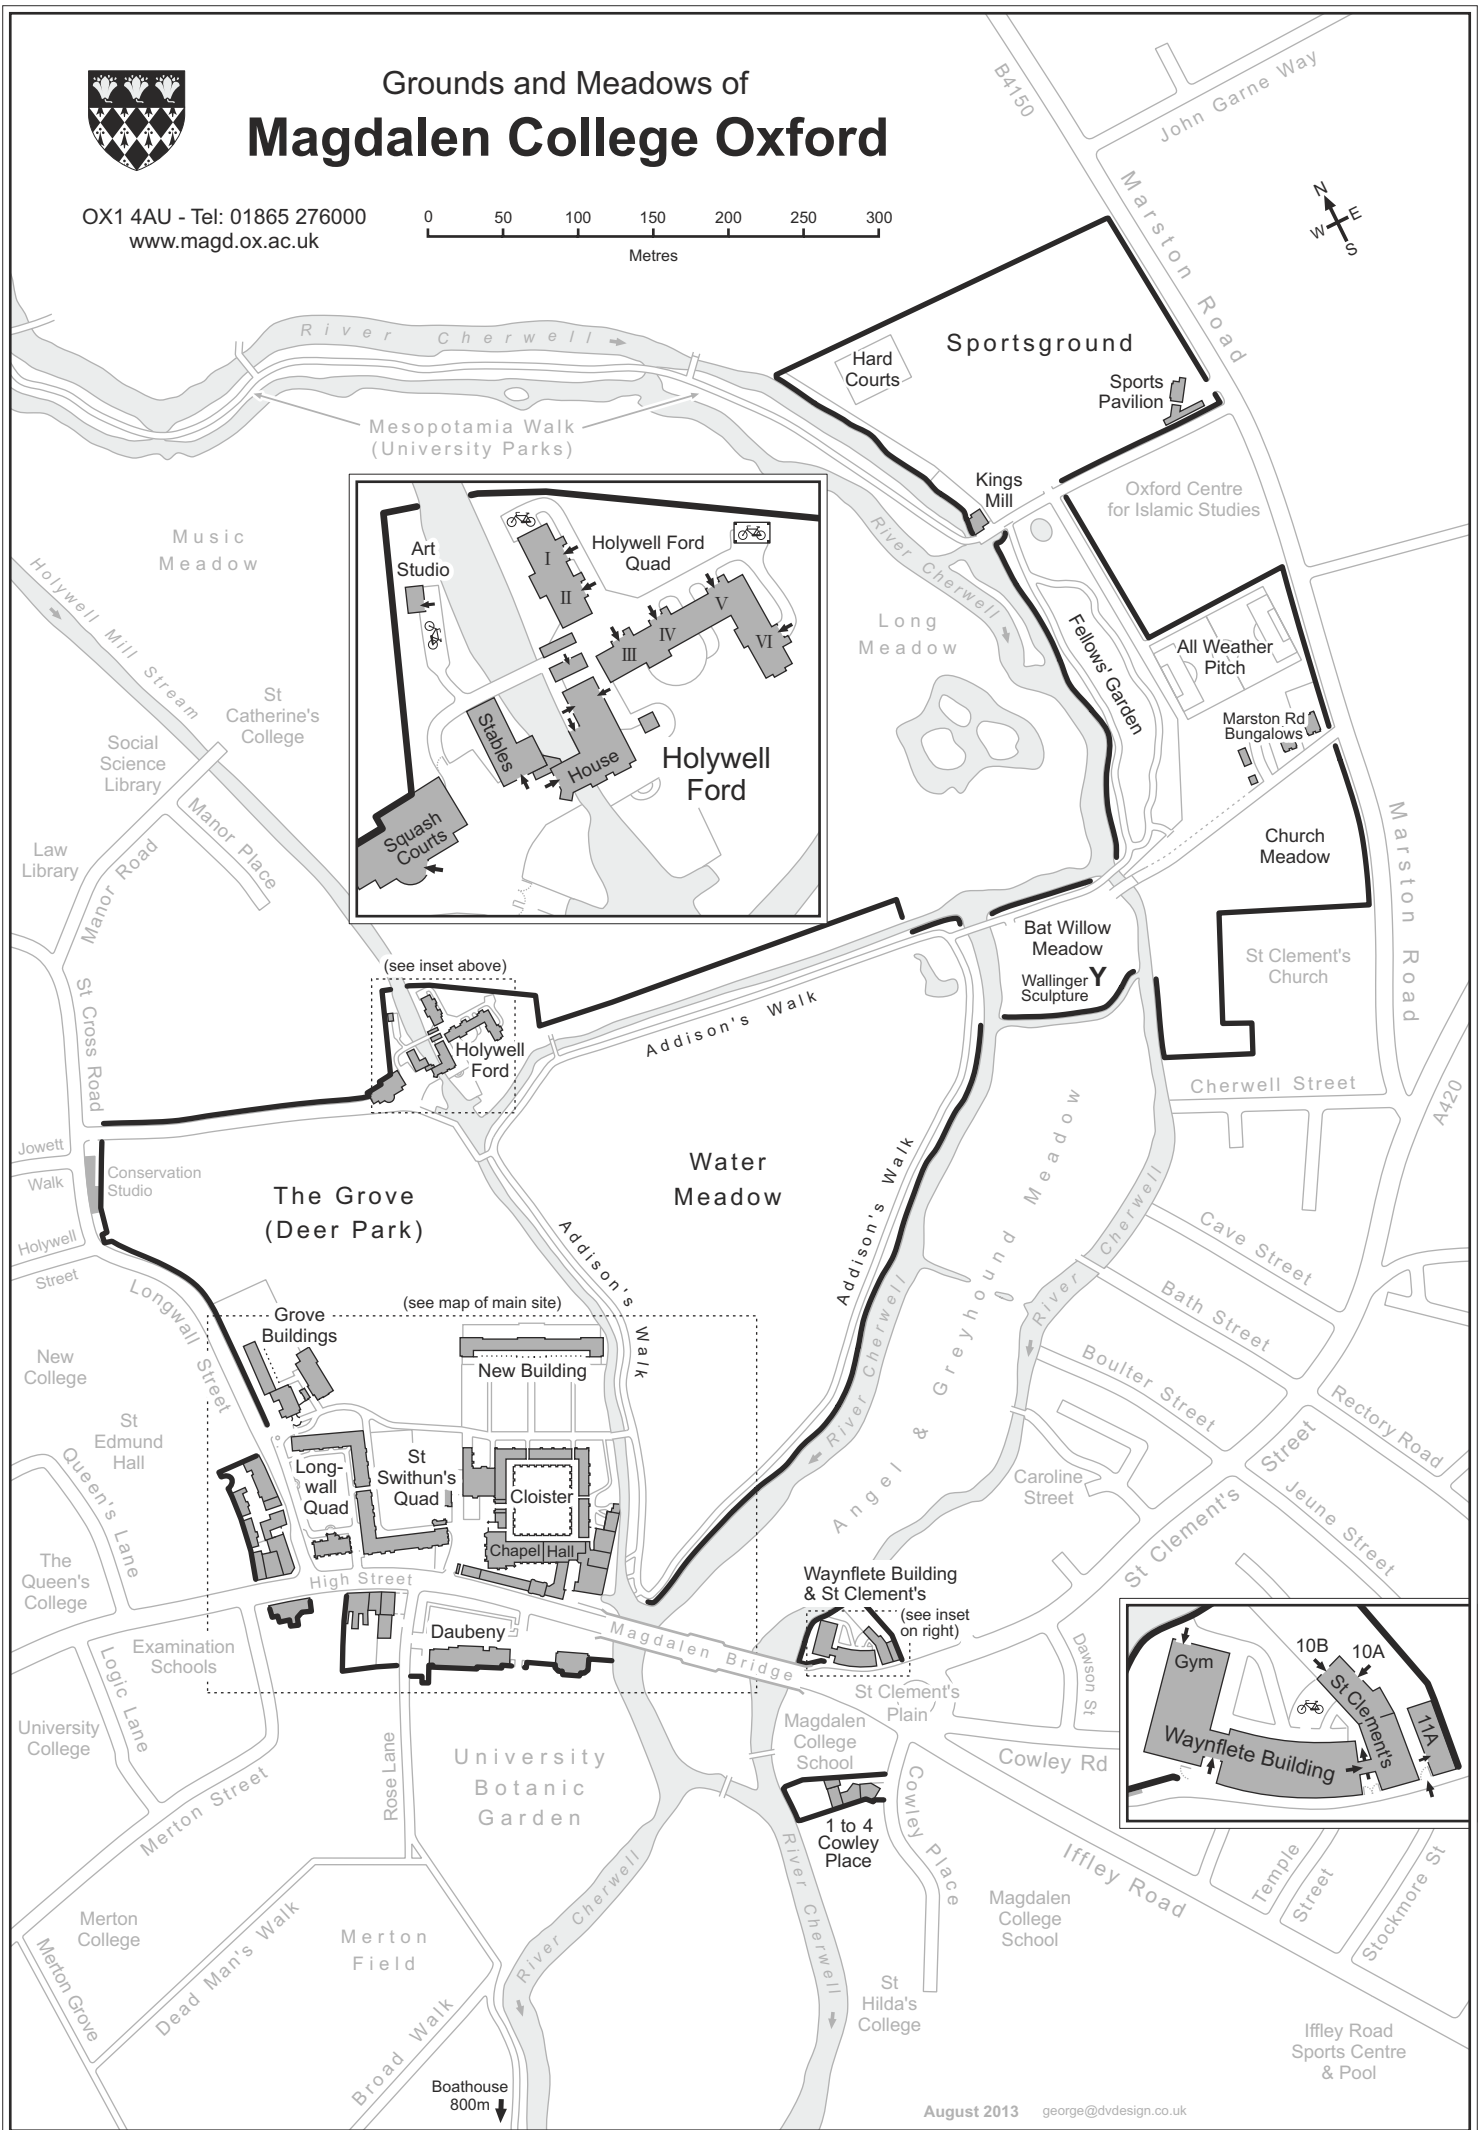 Grounds and Meadows of
Magdalen College Oxford
OX1 4AU - Tel: 01865 276000
www.magd.ox.ac.uk
0 50 100 150 200 250 300
Metres
B4150
John Garne Way
Marston Road
N
E
W
S
River Cherwell
Sportsground
Hard
Courts
Sports
Pavilion
Mesopotamia Walk
(University Parks)
Kings
Mill
Oxford Centre
for Islamic Studies
Music
Meadow
Holywell Mill Stream
River Cherwell
Long
Meadow
Fellows' Garden
All Weather
Pitch
Marston Rd
Bungalows
Art
Studio
Holywell Ford
Quad
I
II
III
IV
V
VI
Stables
House
Holywell
Ford
Squash
Courts
St
Catherine's
College
Social
Science
Library
Manor Place
Law
Library
Manor Road
Church
Meadow
Marston Road
Bat Willow
Meadow
Wallinger
Sculpture
Y
St Clement's
Church
(see inset above)
St Cross Road
Holywell
Ford
Addison's Walk
Cherwell Street
A420
Jowett
Walk
Conservation
Studio
Holywell
Street
The Grove
(Deer Park)
Water
Meadow
Addison's Walk
Addison's Walk
Angel & Greyhound Meadow
River Cherwell
River Cherwell
Cave Street
Bath Street
Boulter Street
Rectory Road
Longwall Street
(see map of main site)
Grove
Buildings
New Building
New
College
St
Edmund
Hall
Queen's Lane
Long-
wall
Quad
St
Swithun's
Quad
Cloister
Chapel
Hall
Caroline
Street
St Clement's Street
Jeune Street
The
Queen's
College
High Street
Waynflete Building
& St Clement's
(see inset
on right)
Examination
Schools
Logic Lane
Daubeny
Magdalen Bridge
Dawson St
10B
10A
Gym
St Clement's
11A
Waynflete Building
University
College
Rose Lane
University
Botanic
Garden
St Clement's
Plain
Magdalen
College
School
Cowley Rd
Merton Street
1 to 4
Cowley
Place
Cowley Place
Iffley Road
Temple
Street
Stockmore St
River Cherwell
River Cherwell
Merton
College
Dead Man's Walk
Merton
Field
Magdalen
College
School
Merton Grove
Broad Walk
St
Hilda's
College
Iffley Road
Sports Centre
& Pool
Boathouse
800m
August 2013
george@dvdesign.co.uk